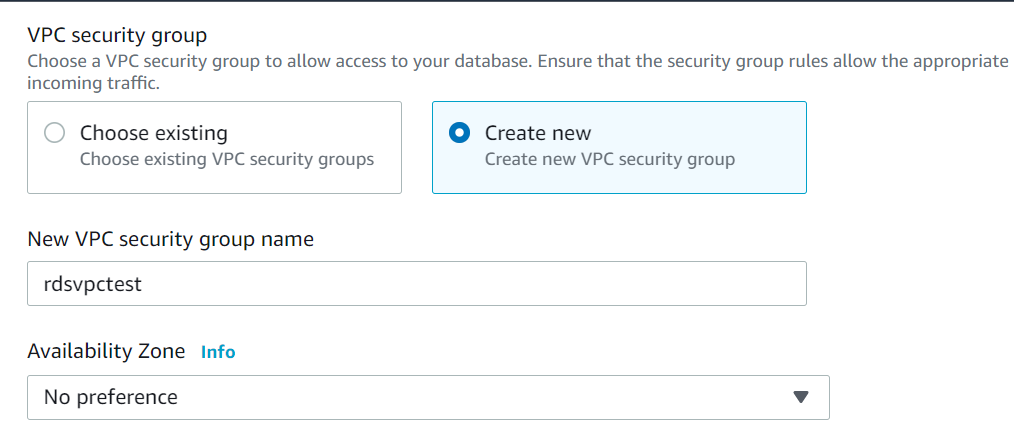 VPC security group
Choose a VPC security group to allow access to your database. Ensure that the security group rules allow the appropriate
incoming traffic.
Choose existing
Choose existing VPC security groups
Create new
Create new VPC security group
New VPC security group name
rdsvpctest
Availability Zone Info
No preference